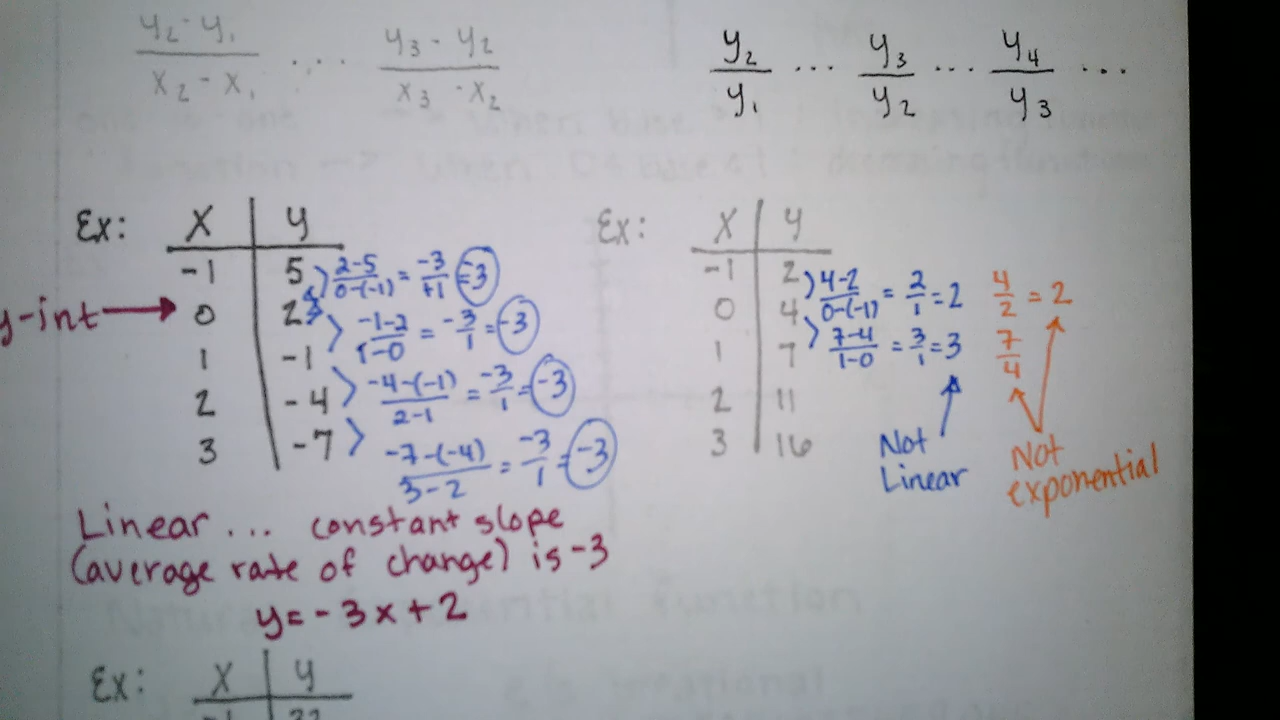 y₂ - y₁ / x₂ - x₁ ... y₃ - y₂ / x₃ - x₂
y₂ / y₁ ... y₃ / y₂ ... y₄ / y₃ ...
Ex: x y
-1 5
y-int → 0 2
1 -1
2 -4
3 -7
2-5 / 0-(-1) = -3 / +1 = -3
-1-2 / 1-0 = -3 / 1 = -3
-4-(-1) / 2-1 = -3 / 1 = -3
-7-(-4) / 3-2 = -3 / 1 = -3
Linear ... constant slope
(average rate of change) is -3
y = -3x + 2
Ex: x y
-1 2
0 4
1 7
2 11
3 16
4-2 / 0-(-1) = 2 / 1 = 2
7-4 / 1-0 = 3 / 1 = 3
Not
Linear
4 / 2 = 2
7 / 4
Not
exponential
Ex: x y